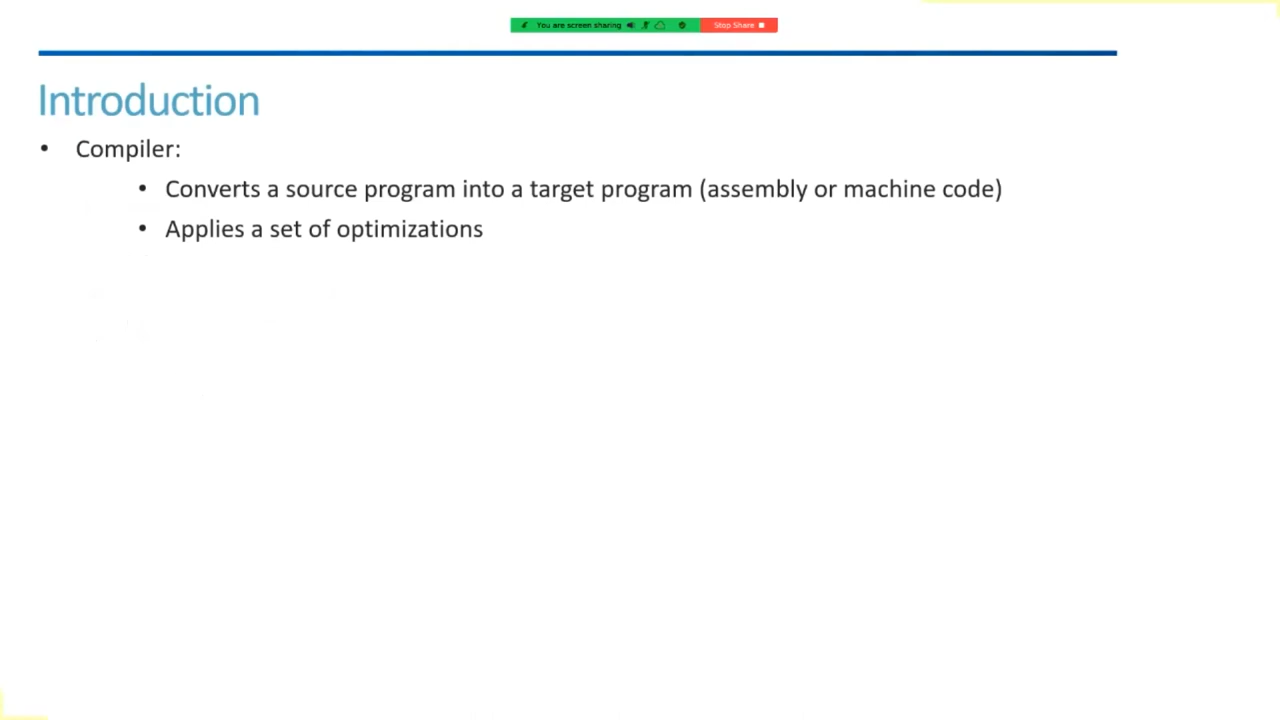 You are screen sharing
Stop Share
Introduction
• Compiler:
• Converts a source program into a target program (assembly or machine code)
• Applies a set of optimizations